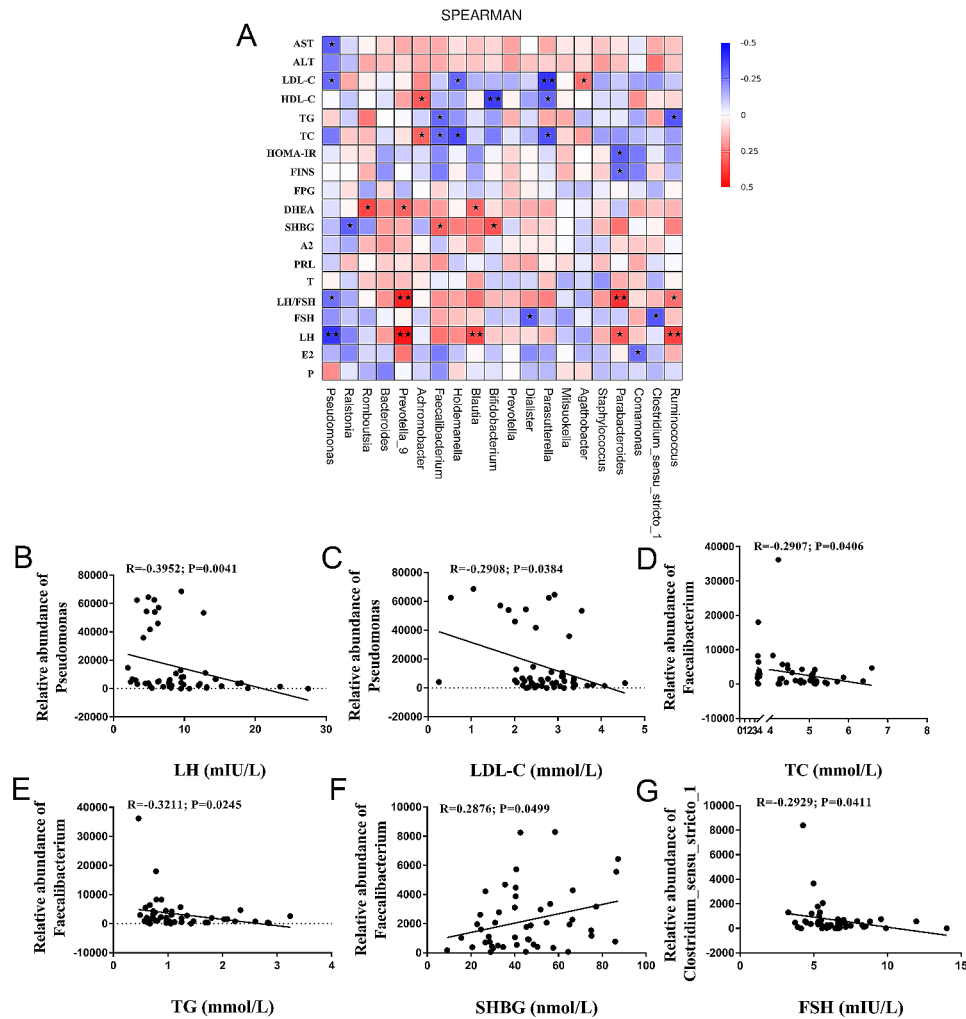 SPEARMAN
A
AST
ALT
LDL-C
HDL-C
TG
TC
HOMA-IR
FINS
FPG
DHEA
SHBG
A2
PRL
T
LH/FSH
FSH
LH
E2
P
-0.5
-0.25
0
0.25
0.5
Pseudomonas
Ralstonia
Romboutsia
Bacteroides
Prevotella_9
Achromobacter
Faecalibacterium
Holdemanella
Blautia
Bifidobacterium
Prevotella
Dialister
Parasutterella
Mitsuokella
Agathobacter
Staphylococcus
Parabacteroides
Comamonas
Clostridium_sensu_stricto_1
Ruminococcus
B
R=-0.3952; P=0.0041
Relative abundance of
Pseudomonas
80000
60000
40000
20000
0
-20000
0 10 20 30
LH (mIU/L)
C
R=-0.2908; P=0.0384
Relative abundance of
Pseudomonas
80000
60000
40000
20000
0
-20000
0 1 2 3 4 5
LDL-C (mmol/L)
D
R=-0.2907; P=0.0406
Relative abundance of
Faecalibacterium
40000
30000
20000
10000
0
-10000
01234 4 5 6 7 8
TC (mmol/L)
E
R=-0.3211; P=0.0245
Relative abundance of
Faecalibacterium
40000
30000
20000
10000
0
-10000
0 1 2 3 4
TG (mmol/L)
F
R=0.2876; P=0.0499
Relative abundance of
Faecalibacterium
10000
8000
6000
4000
2000
0
0 20 40 60 80 100
SHBG (nmol/L)
G
R=-0.2929; P=0.0411
Relative abundance of
Clostridium_sensu_stricto_1
10000
8000
6000
4000
2000
0
-2000
0 5 10 15
FSH (mIU/L)